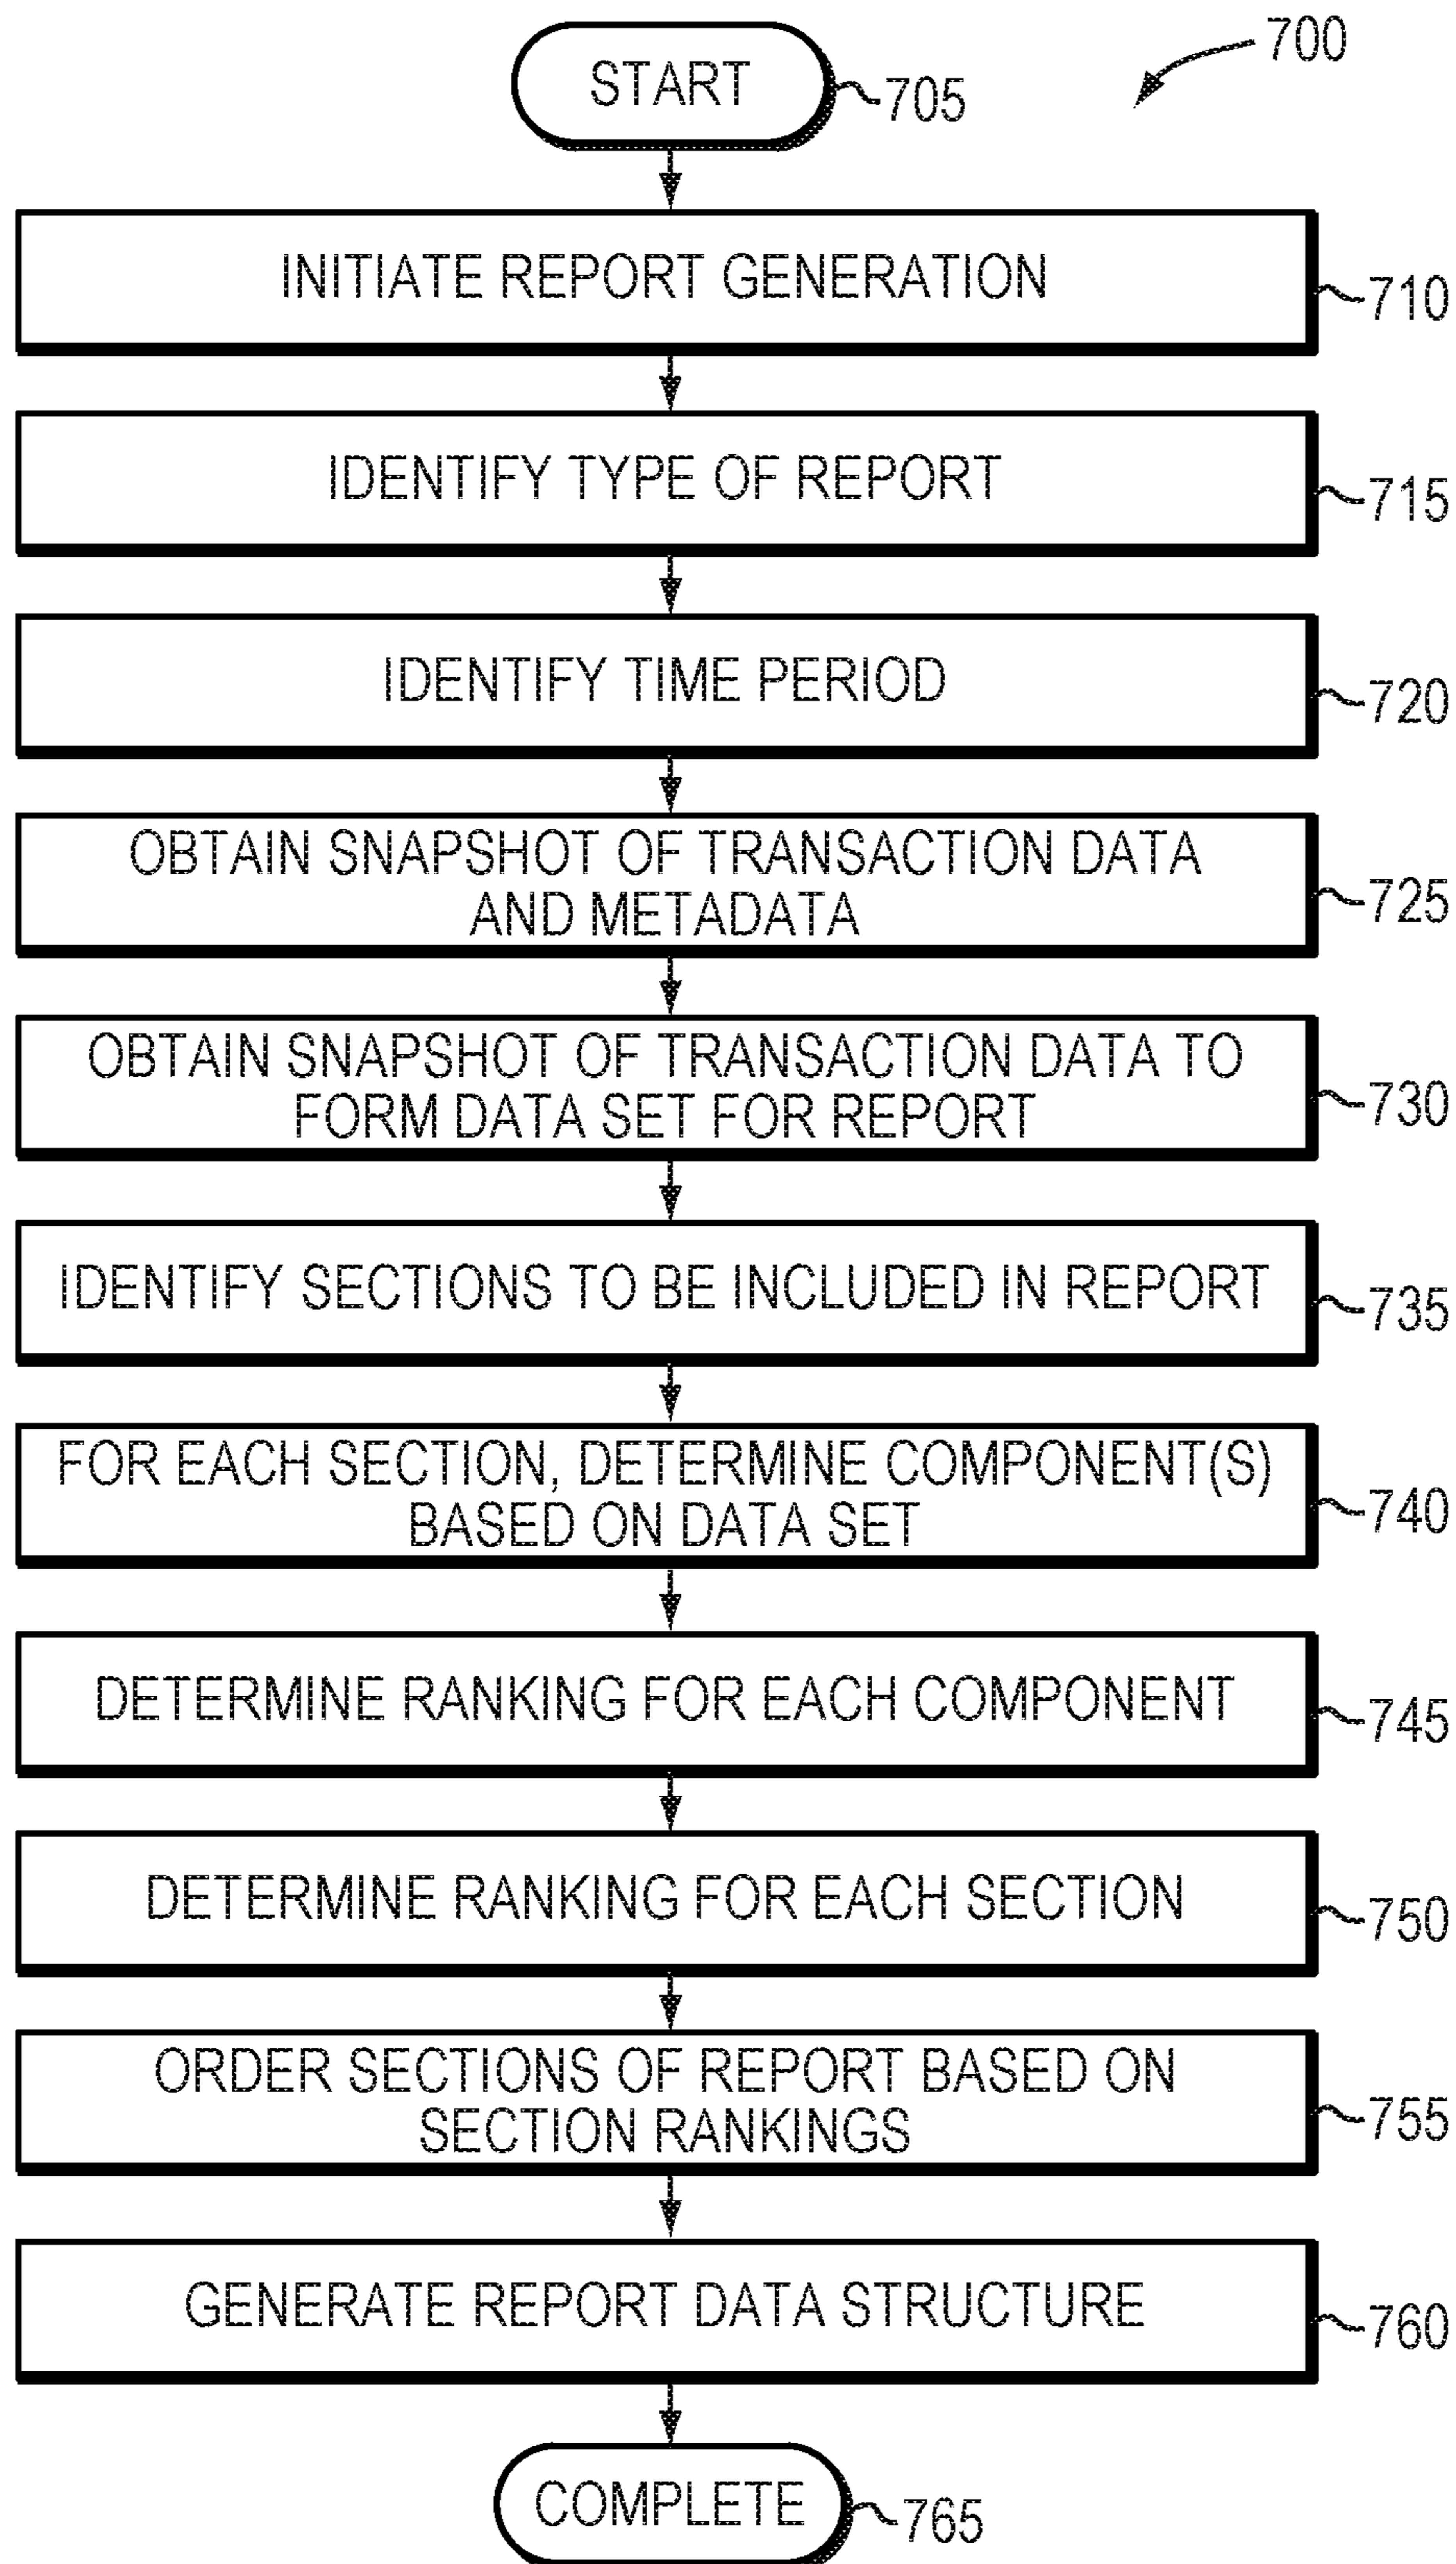 700
START
705
INITIATE REPORT GENERATION
710
IDENTIFY TYPE OF REPORT
715
IDENTIFY TIME PERIOD
720
OBTAIN SNAPSHOT OF TRANSACTION DATA
AND METADATA
725
OBTAIN SNAPSHOT OF TRANSACTION DATA TO
FORM DATA SET FOR REPORT
730
IDENTIFY SECTIONS TO BE INCLUDED IN REPORT
735
FOR EACH SECTION, DETERMINE COMPONENT(S)
BASED ON DATA SET
740
DETERMINE RANKING FOR EACH COMPONENT
745
DETERMINE RANKING FOR EACH SECTION
750
ORDER SECTIONS OF REPORT BASED ON
SECTION RANKINGS
755
GENERATE REPORT DATA STRUCTURE
760
COMPLETE
765